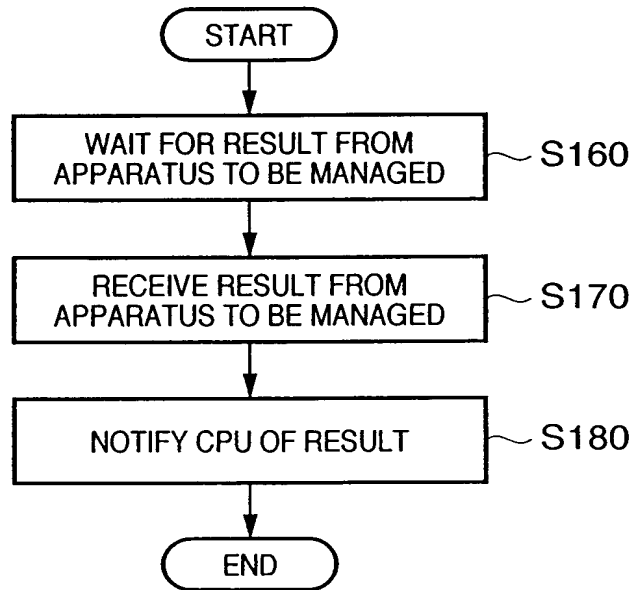 START
WAIT FOR RESULT FROM
APPARATUS TO BE MANAGED
S160
RECEIVE RESULT FROM
APPARATUS TO BE MANAGED
S170
NOTIFY CPU OF RESULT
S180
END